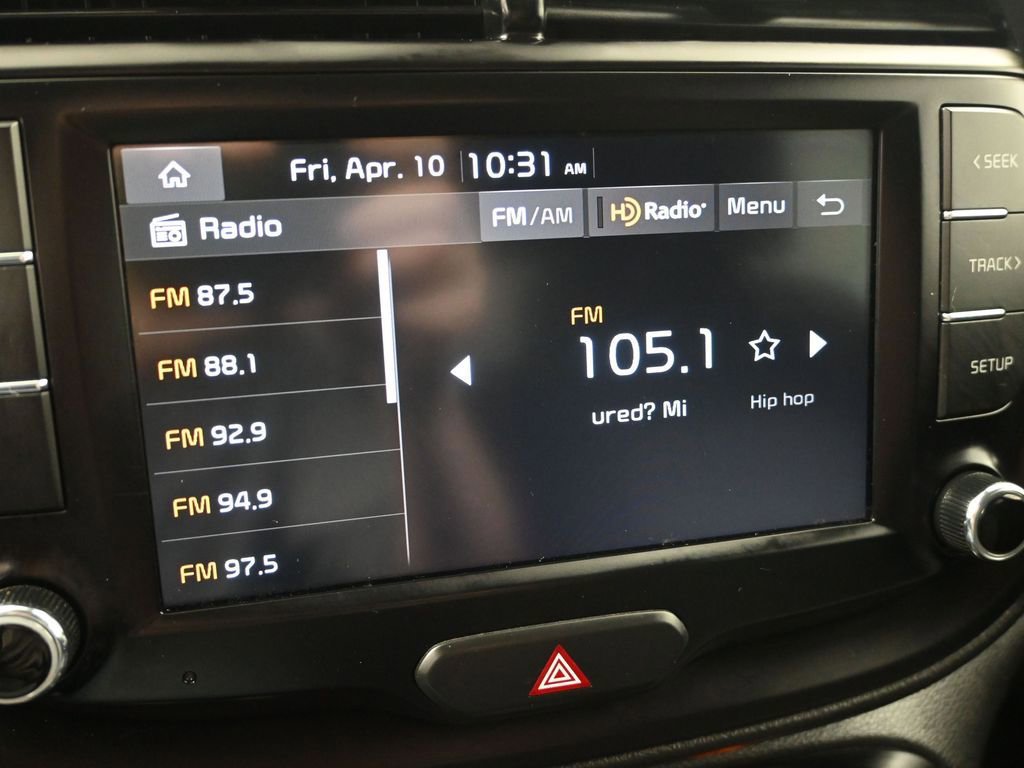 Fri, Apr. 10 10:31 AM
Radio FM/AM HD Radio Menu
FM 87.5
FM 88.1
FM 92.9
FM 94.9
FM 97.5
FM
105.1
ured? Mi Hip hop
< SEEK
TRACK >
SETUP